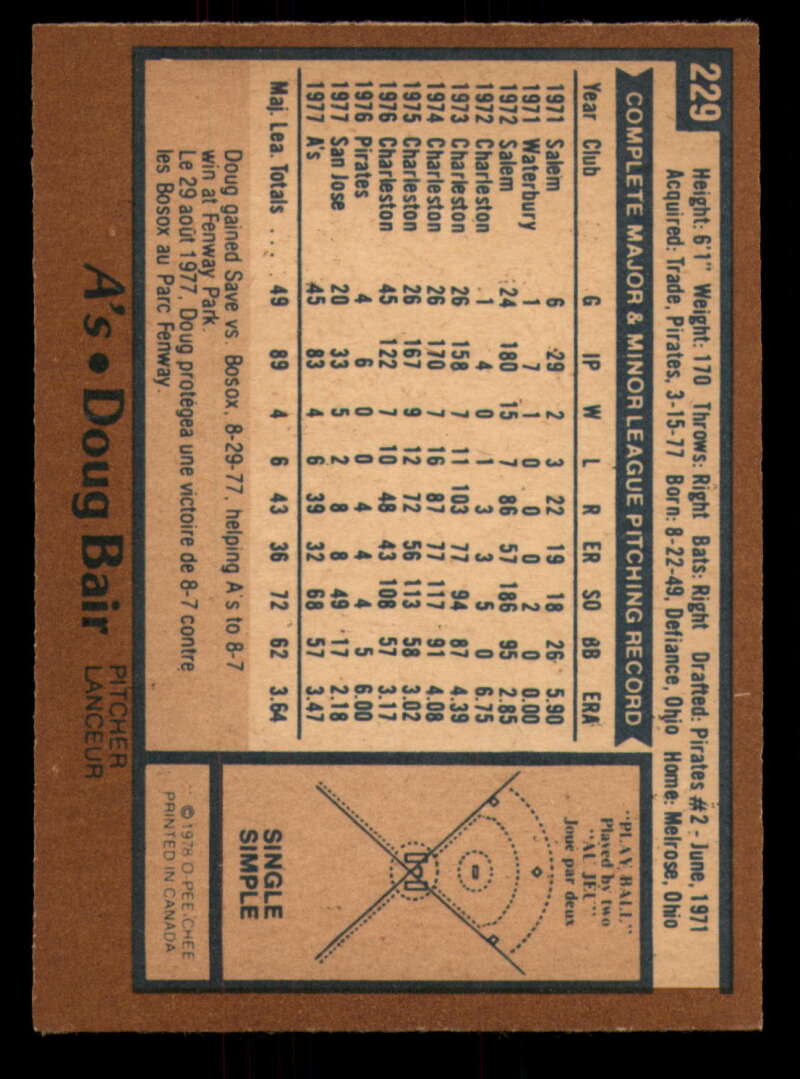 229
Height: 6'1" Weight: 170 Throws: Right Bats: Right Drafted: Pirates #2 - June, 1971
Acquired: Trade, Pirates, 3-15-77 Born: 8-22-49, Defiance, Ohio Home: Melrose, Ohio
COMPLETE MAJOR & MINOR LEAGUE PITCHING RECORD
Year Club G IP W L R ER SO BB ERA
1971 Salem 6 29 2 3 22 19 18 26 5.90
1971 Waterbury 1 7 1 0 0 0 2 0 0.00
1972 Salem 24 180 15 7 86 57 186 95 2.85
1972 Charleston 1 4 0 1 3 3 5 0 6.75
1973 Charleston 26 158 7 11 103 77 94 87 4.39
1974 Charleston 26 170 7 16 87 77 117 91 4.08
1975 Charleston 26 167 9 12 72 56 113 58 3.02
1976 Charleston 45 122 7 10 48 43 108 57 3.17
1976 Pirates 4 6 0 0 4 4 4 5 6.00
1977 San Jose 20 33 5 2 8 8 49 17 2.18
1977 A's 45 83 4 6 39 32 68 57 3.47
Maj. Lea. Totals .... 49 89 4 6 43 36 72 62 3.64
Doug gained Save vs. Bosox, 8-29-77, helping A's to 8-7
win at Fenway Park.
Le 29 août 1977, Doug protégea une victoire de 8-7 contre
les Bosox au Parc Fenway.
"PLAY BALL"
Played by two
"AU JEU"
Joue par deux
SINGLE
SIMPLE
© 1978 O-PEE-CHEE
PRINTED IN CANADA
A's • Doug Bair
PITCHER
LANCEUR